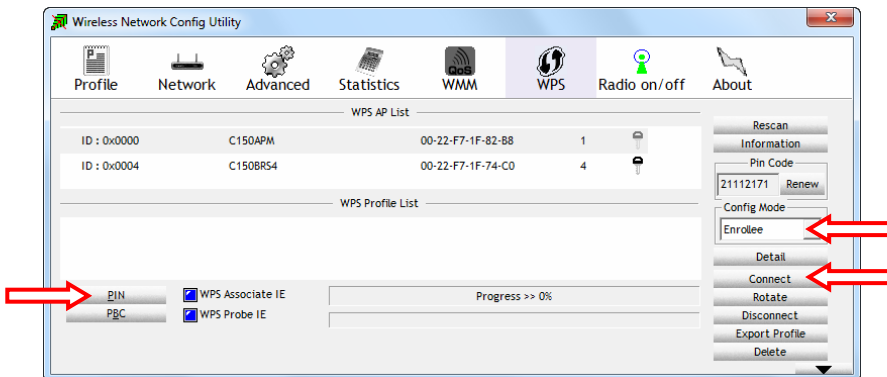 Wireless Network Config Utility
Profile Network Advanced Statistics QoS WMM WPS Radio on/off About
WPS AP List
ID : 0x0000 C150APM 00-22-F7-1F-82-B8 1
ID : 0x0004 C150BRS4 00-22-F7-1F-74-C0 4
WPS Profile List
Rescan
Information
Pin Code
21112171 Renew
Config Mode
Enrollee
Detail
Connect
Rotate
Disconnect
Export Profile
Delete
PIN WPS Associate IE Progress >> 0%
PBC WPS Probe IE